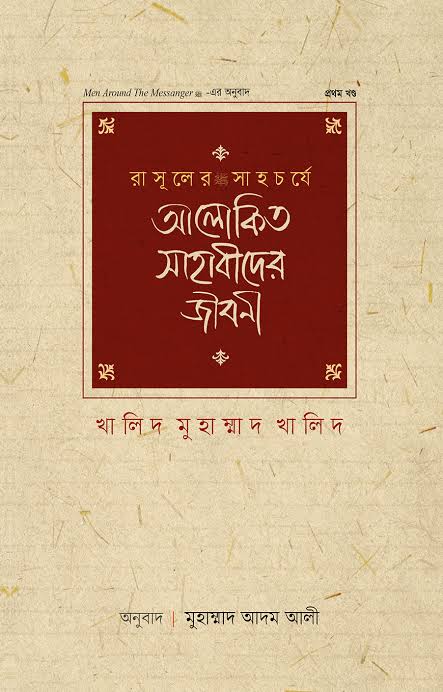 Men Around The Messanger ﷺ -এর অনুবাদ প্রথম খণ্ড
রাসূলের ﷺ সাহচর্যে
আলোকিত
সাহাবীদের
জীবনী
খালিদ মুহাম্মাদ খালিদ
অনুবাদ | মুহাম্মাদ আদম আলী